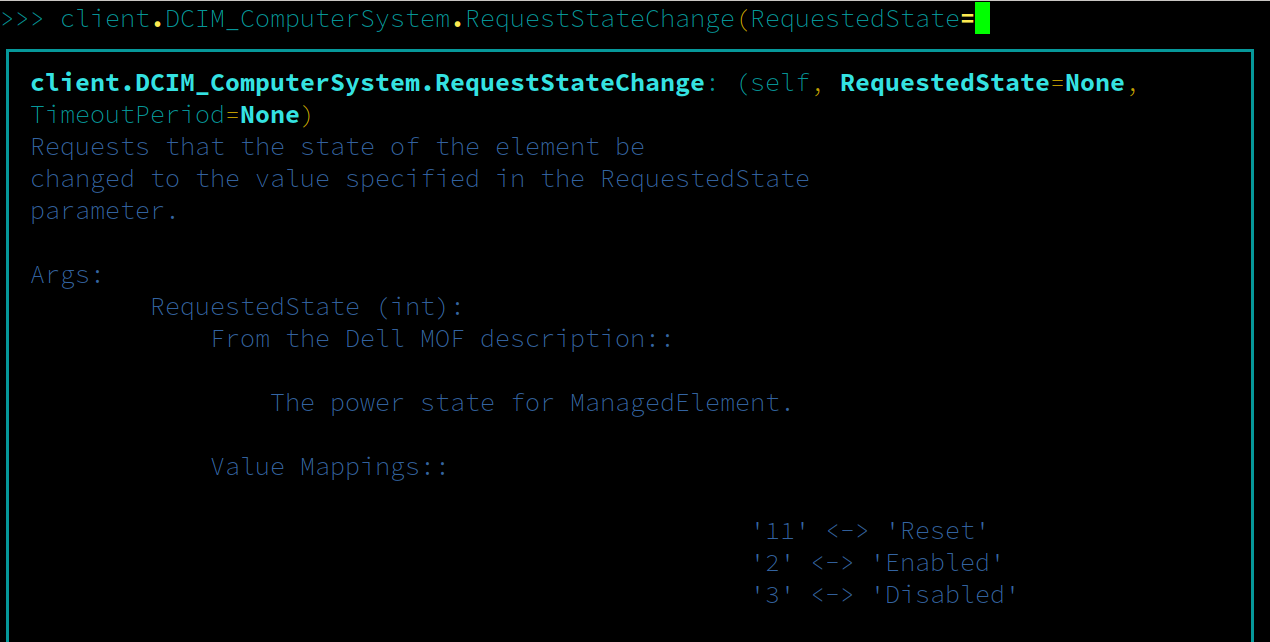 >>> client.DCIM_ComputerSystem.RequestStateChange(RequestedState=
client.DCIM_ComputerSystem.RequestStateChange: (self, RequestedState=None,
TimeoutPeriod=None)
Requests that the state of the element be
changed to the value specified in the RequestedState
parameter.
Args:
RequestedState (int):
From the Dell MOF description::
The power state for ManagedElement.
Value Mappings::
'11' <-> 'Reset'
'2' <-> 'Enabled'
'3' <-> 'Disabled'